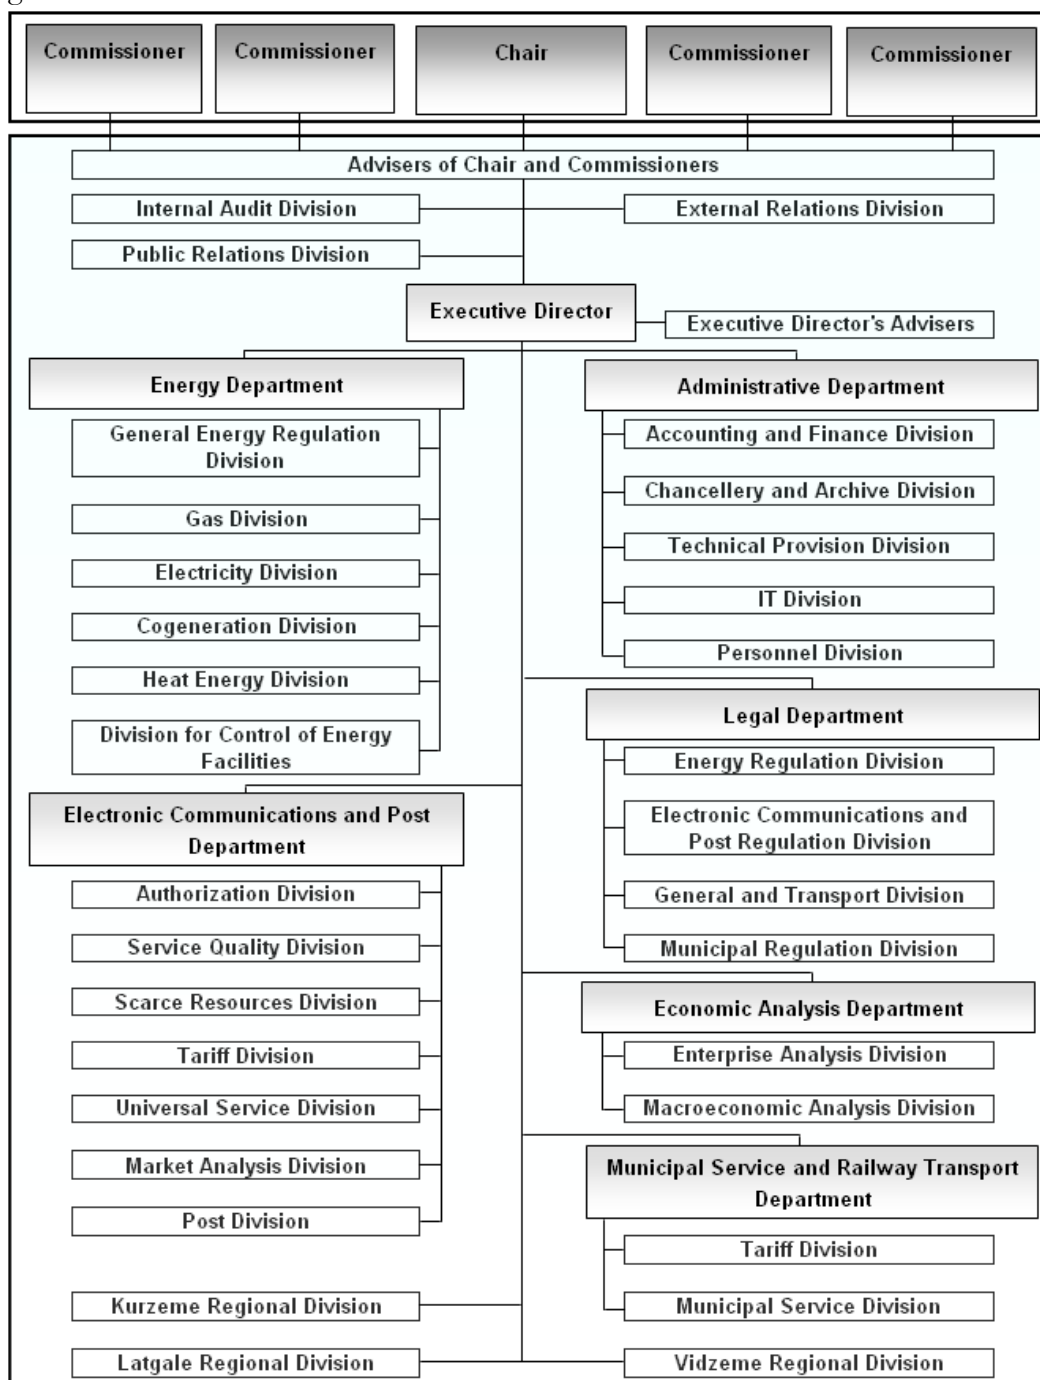 Commissioner
Commissioner
Chair
Commissioner
Commissioner
Advisers of Chair and Commissioners
Internal Audit Division
External Relations Division
Public Relations Division
Executive Director
Executive Director's Advisers
Energy Department
General Energy Regulation
Division
Gas Division
Electricity Division
Cogeneration Division
Heat Energy Division
Division for Control of Energy
Facilities
Administrative Department
Accounting and Finance Division
Chancellery and Archive Division
Technical Provision Division
IT Division
Personnel Division
Legal Department
Energy Regulation Division
Electronic Communications and
Post Regulation Division
General and Transport Division
Municipal Regulation Division
Electronic Communications and Post
Department
Authorization Division
Service Quality Division
Scarce Resources Division
Tariff Division
Universal Service Division
Market Analysis Division
Post Division
Economic Analysis Department
Enterprise Analysis Division
Macroeconomic Analysis Division
Municipal Service and Railway Transport
Department
Tariff Division
Municipal Service Division
Kurzeme Regional Division
Latgale Regional Division
Vidzeme Regional Division